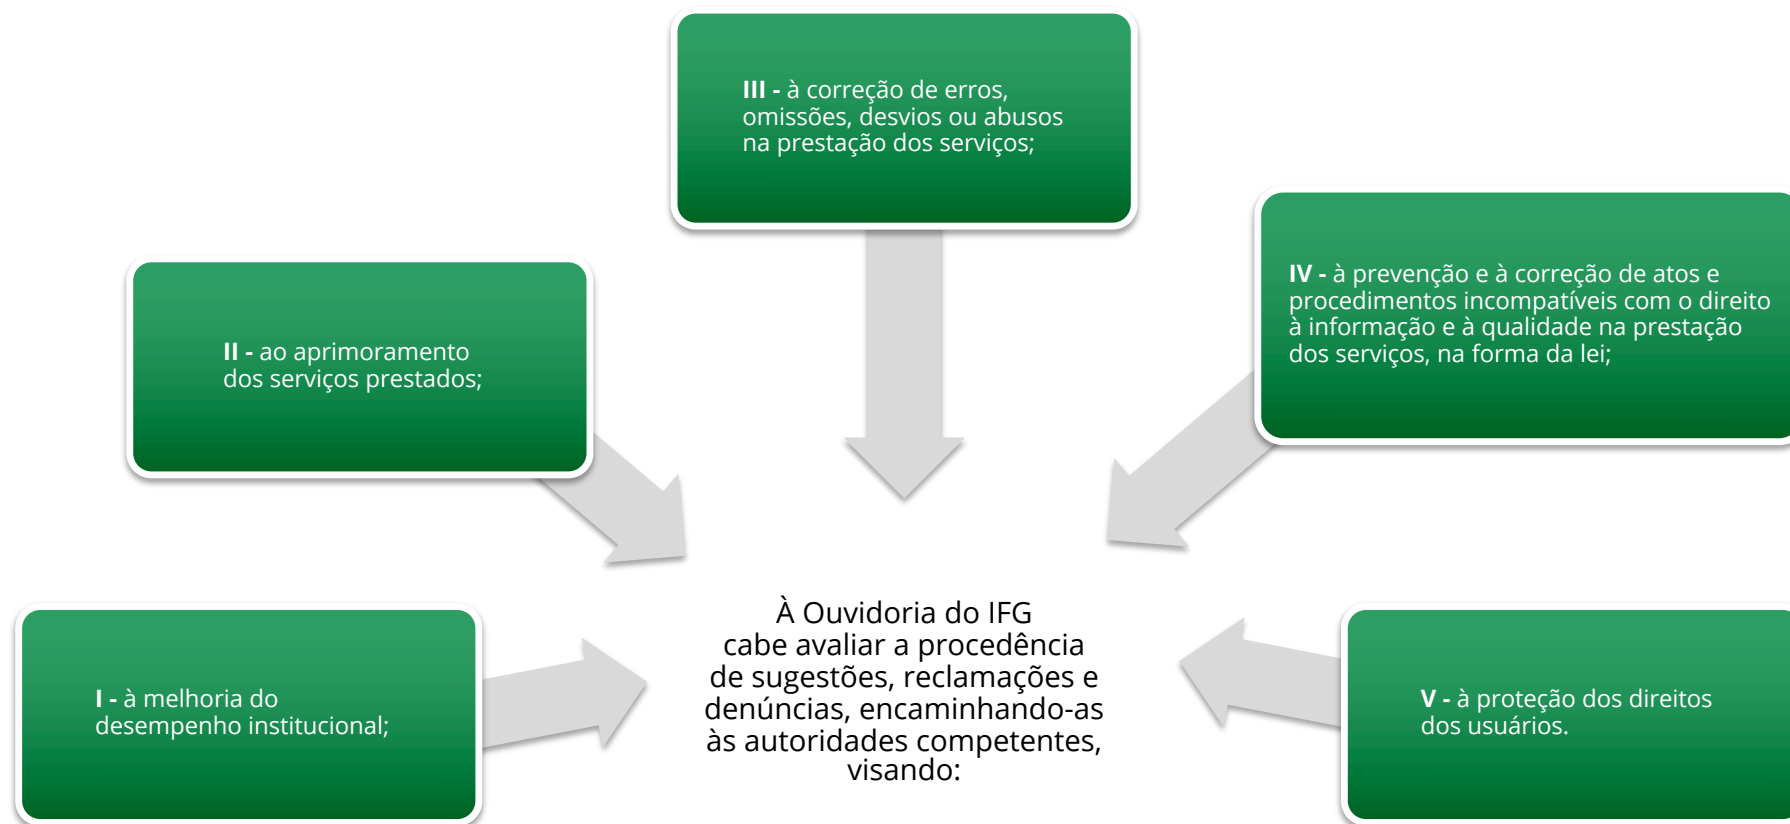 III - à correção de erros,
omissões, desvios ou abusos
na prestação dos serviços;
IV - à prevenção e à correção de atos e
procedimentos incompatíveis com o direito
à informação e à qualidade na prestação
dos serviços, na forma da lei;
II - ao aprimoramento
dos serviços prestados;
À Ouvidoria do IFG
cabe avaliar a procedência
de sugestões, reclamações e
denúncias, encaminhando-as
às autoridades competentes,
visando:
I - à melhoria do
desempenho institucional;
V - à proteção dos direitos
dos usuários.